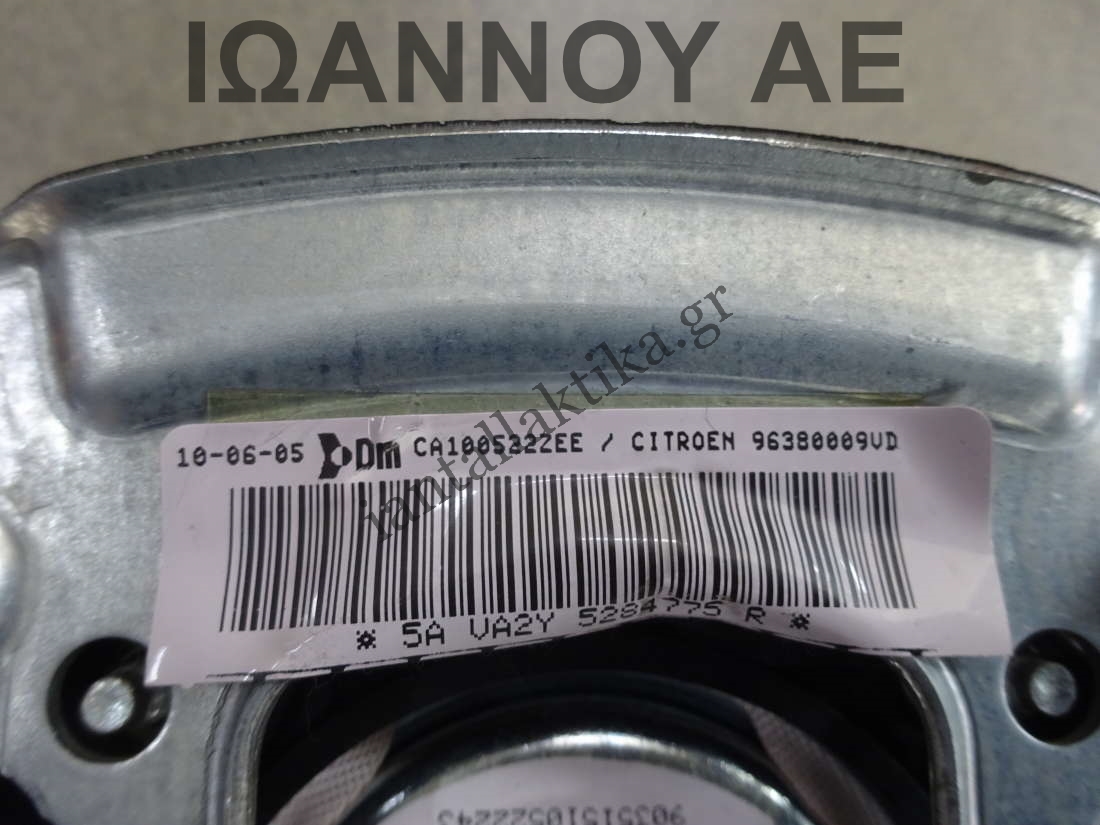 ΙΩΑΝΝΟΥ ΑΕ
iantallaktika.gr
10-06-05 Dm CA100522ZEE / CITROEN 96380009VD
* 5A VA2Y 5284775 R *